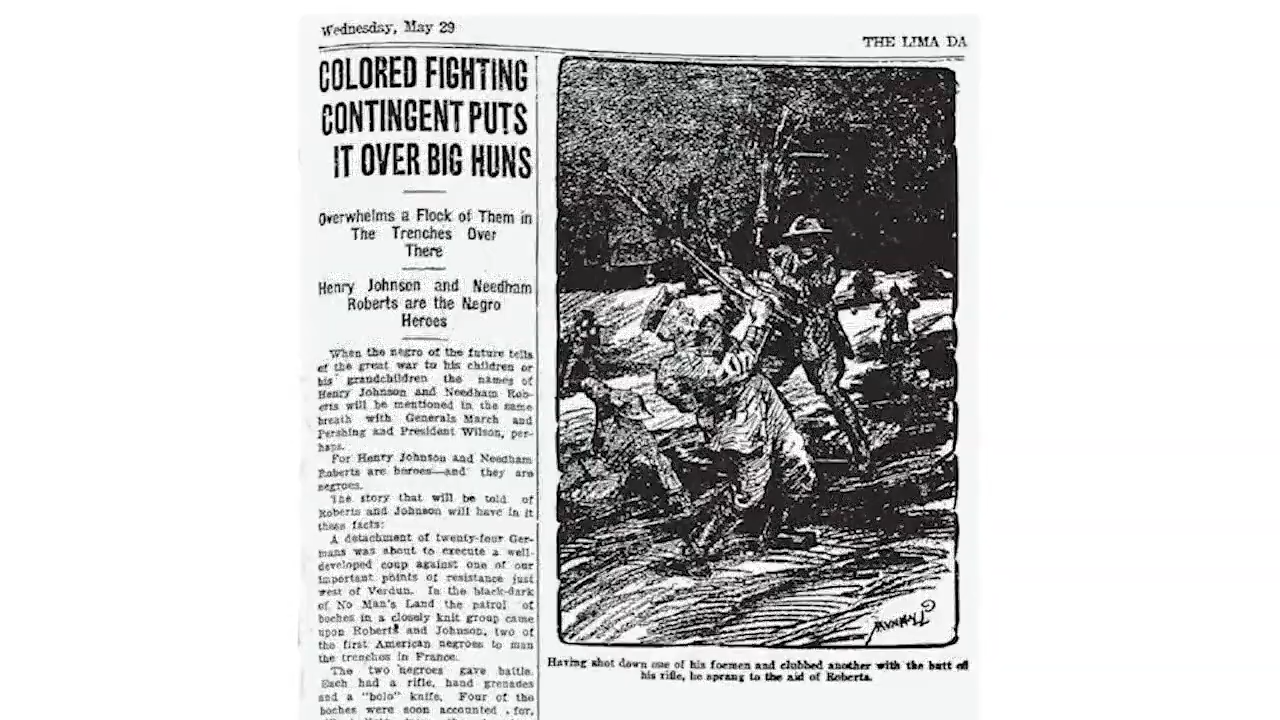 Wednesday, May 29
THE LIMA DA
COLORED FIGHTING
CONTINGENT PUTS
IT OVER BIG HUNS
Overwhelms a Flock of Them in
The Trenches Over
There
Henry Johnson and Needham
Roberts are the Negro
Heroes
When the negro of the future tells
of the great war to his children or
his grandchildren the names of
Henry Johnson and Needham Rob-
erts will be mentioned in the same
breath with Generals March and
Pershing and President Wilson, per-
haps.
For Henry Johnson and Needham
Roberts are heroes—and they are
negroes.
The story that will be told of
Roberts and Johnson will have in it
these facts:
A detachment of twenty-four Ger-
mans was about to execute a well-
developed coup against one of our
important points of resistance just
west of Verdun. In the black-dark
of No Man's Land the patrol of
boches in a closely knit group came
upon Roberts and Johnson, two of
the first American negroes to man
the trenches in France.
The two negroes gave battle.
Each had a rifle, hand grenades
and a "bolo" knife. Four of the
boches were soon accounted for,
Having shot down one of his foemen and clubbed another with the butt of
his rifle, he sprang to the aid of Roberts.